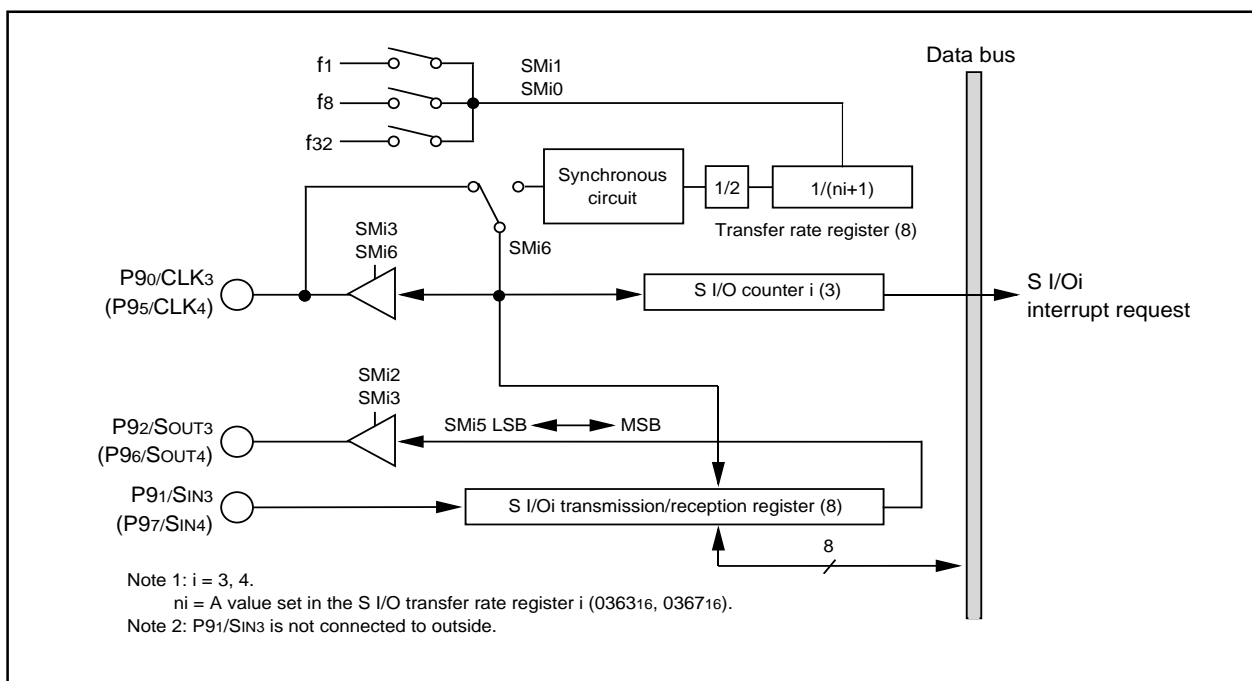 f1
f8
f32
SMi1
SMi0
Data bus
Synchronous
circuit
1/2
1/(ni+1)
Transfer rate register (8)
SMi6
SMi3
SMi6
P90/CLK3
(P95/CLK4)
S I/O counter i (3)
S I/Oi
interrupt request
SMi2
SMi3
SMi5 LSB
MSB
P92/SOUT3
(P96/SOUT4)
P91/SIN3
(P97/SIN4)
S I/Oi transmission/reception register (8)
8
Note 1: i = 3, 4.
ni = A value set in the S I/O transfer rate register i (036316, 036716).
Note 2: P91/SIN3 is not connected to outside.